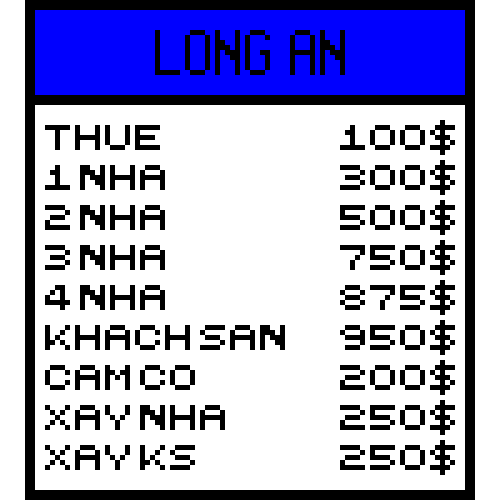 LONG AN
THUE 100$
1 NHA 300$
2 NHA 500$
3 NHA 750$
4 NHA 875$
KHACH SAN 950$
CAM CO 200$
XAY NHA 250$
XAY KS 250$